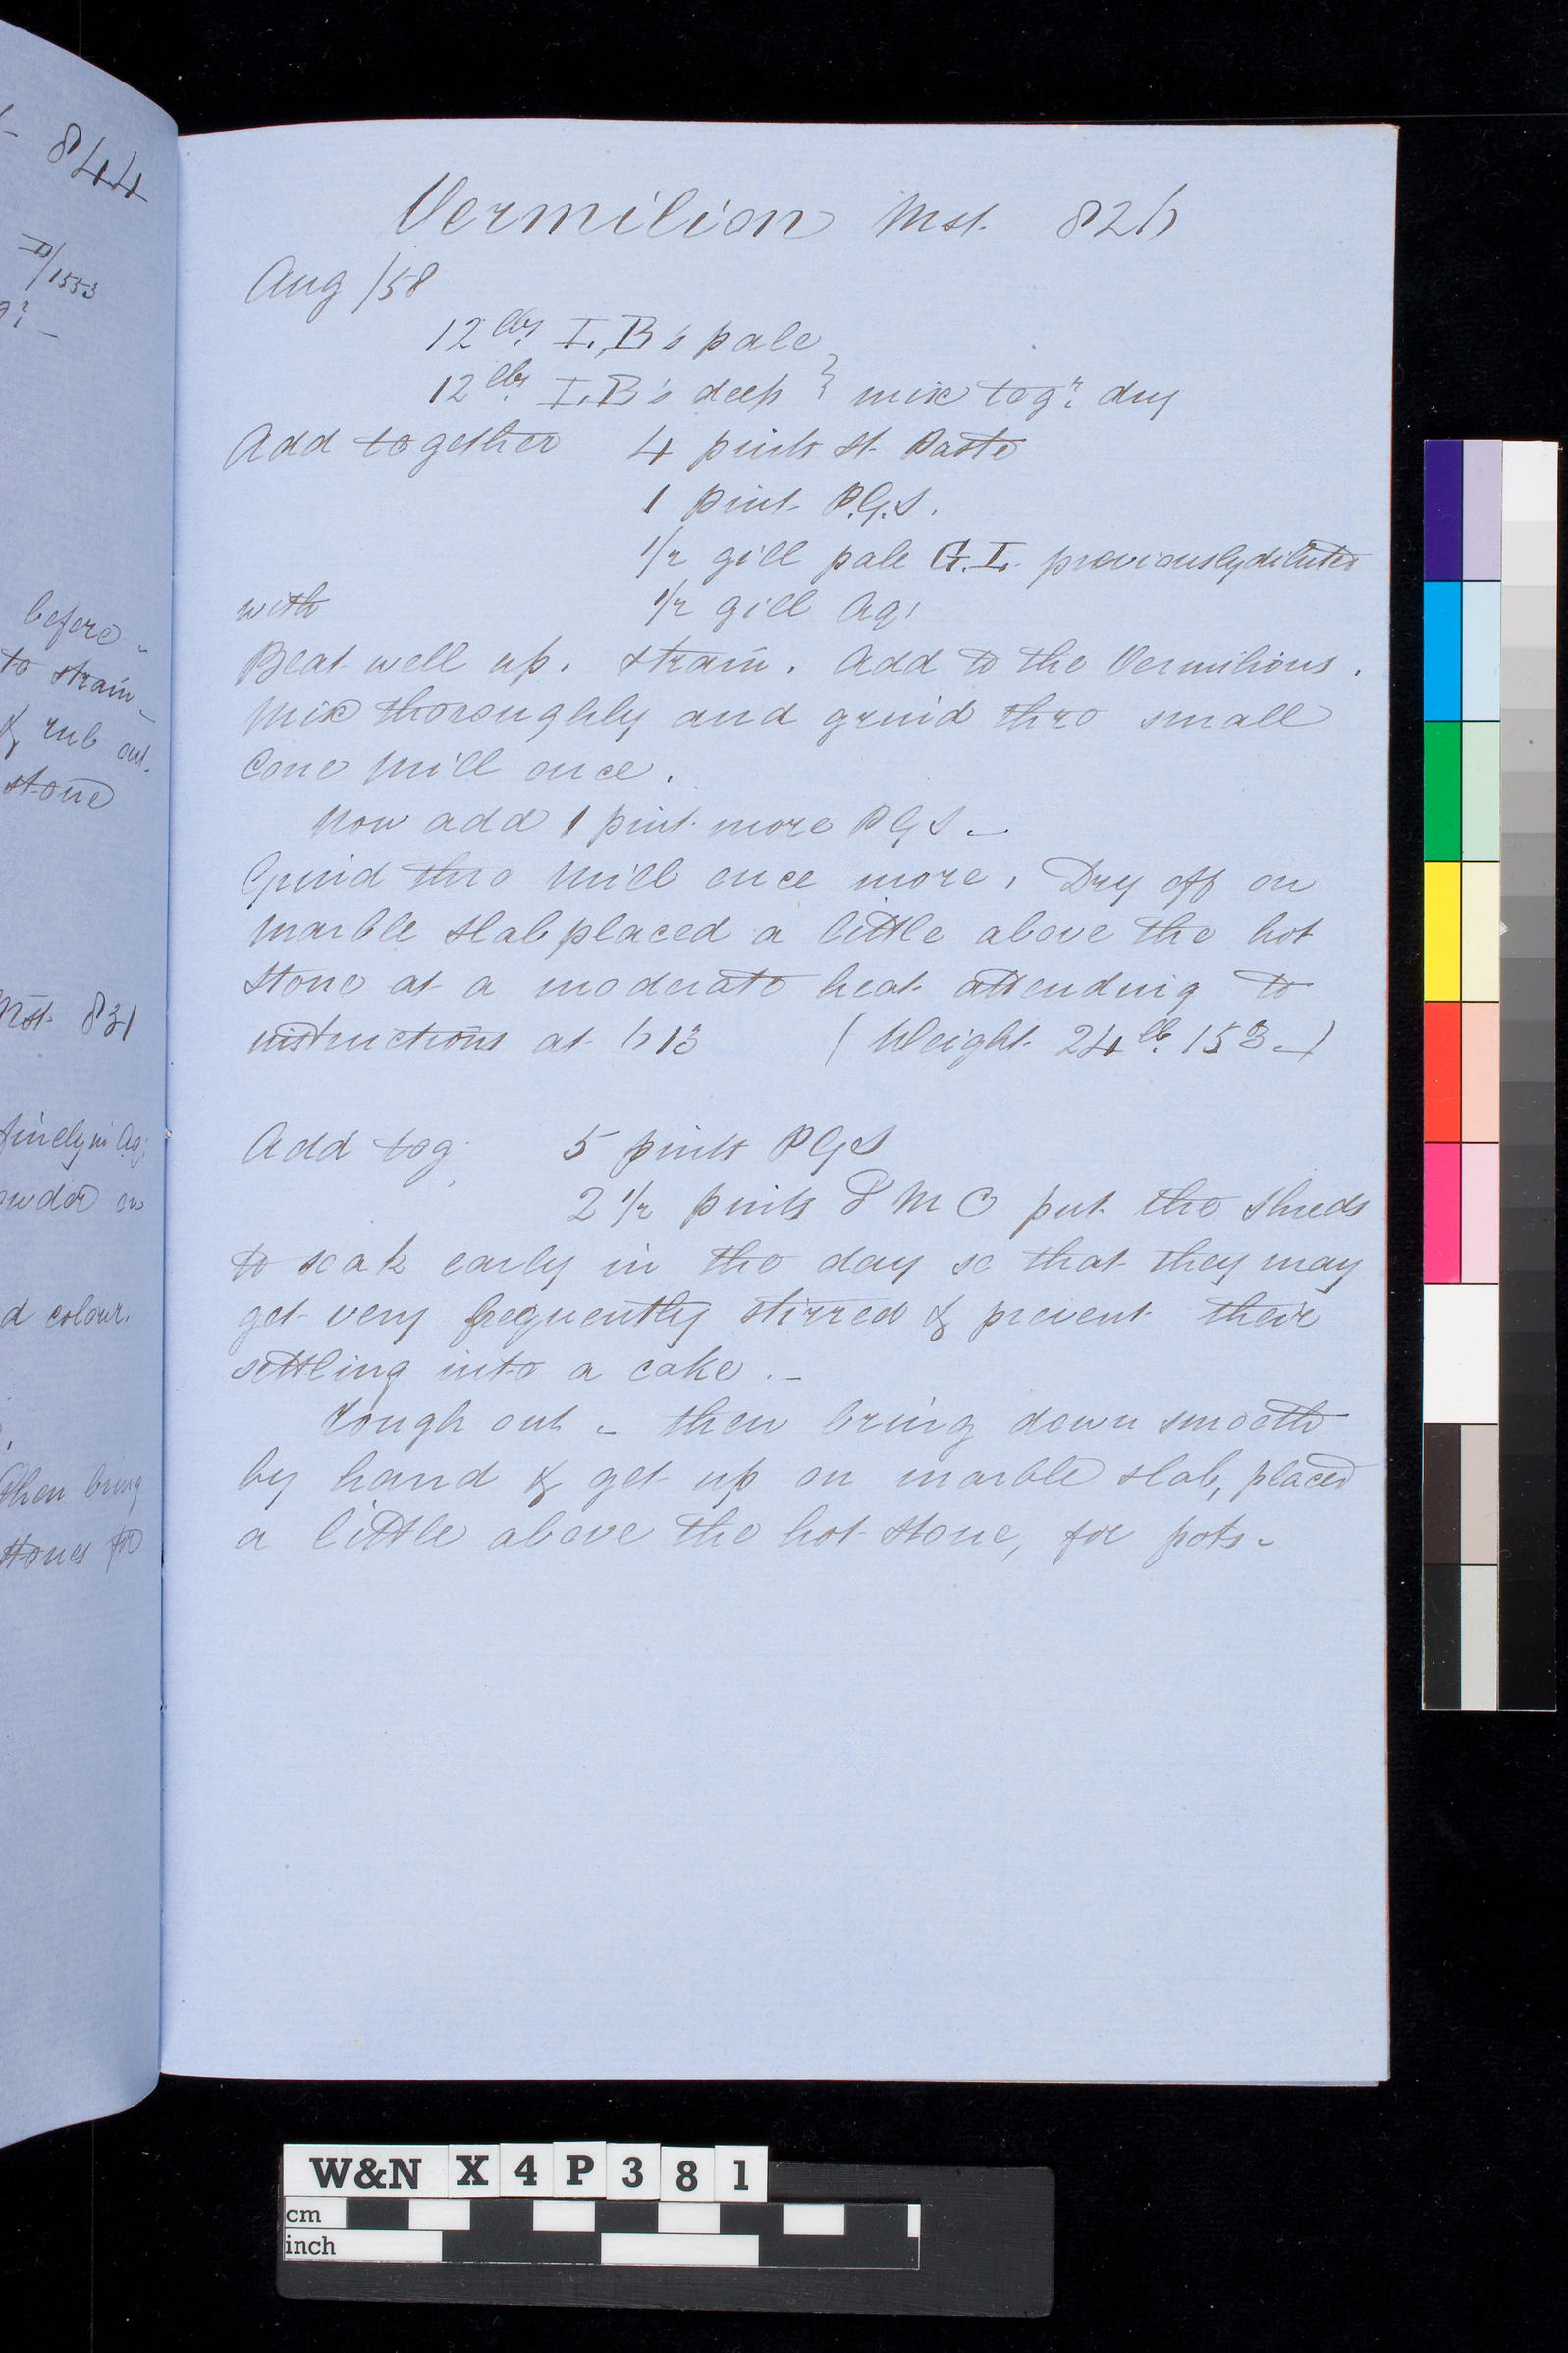 - 844
D/1553
before -
to strain -
& rub out.
stone
Mst. 831
finely in Aq:
on
d colour.
Then bring
stones for
Vermilion Mst. 826
Aug /58
12 lbs I.B's pale
12 lbs I.B's deep } mix togr. dry
Add together 4 pints St. Paste
1 pint P.G.S.
1/2 gill pale G.I. previously diluted
with 1/2 gill Aq:
Beat well up. Strain. Add to the Vermilions.
Mix thoroughly and grind thro small
Cone Mill once.
Now add 1 pint more P G S -
Grind thro Mill once more. Dry off on
Marble Slab placed a little above the hot
Stone at a moderate heat attending to
instructions at 613 (Weight 24 lb. 15 ℥ -)
Add tog. 5 pints P G S
2 1/2 pints M C put the Shreds
to soak early in the day so that they may
get very frequently stirred & prevent their
settling into a cake. -
Rough out - then bring down smooth
by hand & get up on marble slab, placed
a little above the hot Stone, for pots -
W&N X 4 P 3 8 1
cm
inch